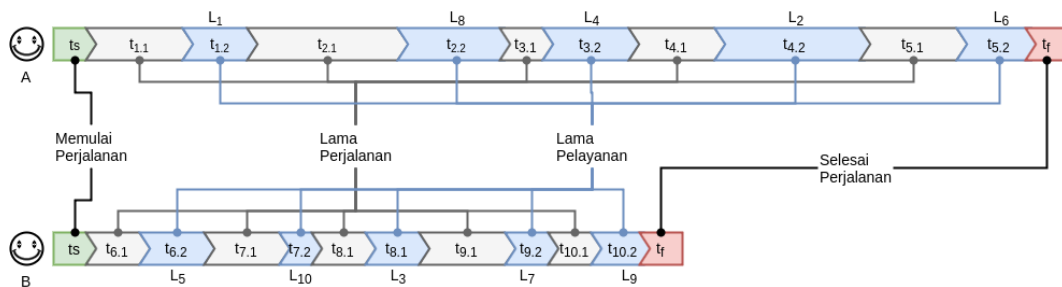 L1 L8 L4 L2 L6
ts t1.1 t1.2 t2.1 t2.2 t3.1 t3.2 t4.1 t4.2 t5.1 t5.2 tf
A
Memulai
Perjalanan
Lama
Perjalanan
Lama
Pelayanan
Selesai
Perjalanan
ts t6.1 t6.2 t7.1 t7.2 t8.1 t8.1 t9.1 t9.2 t10.1 t10.2 tf
B
L5 L10 L3 L7 L9